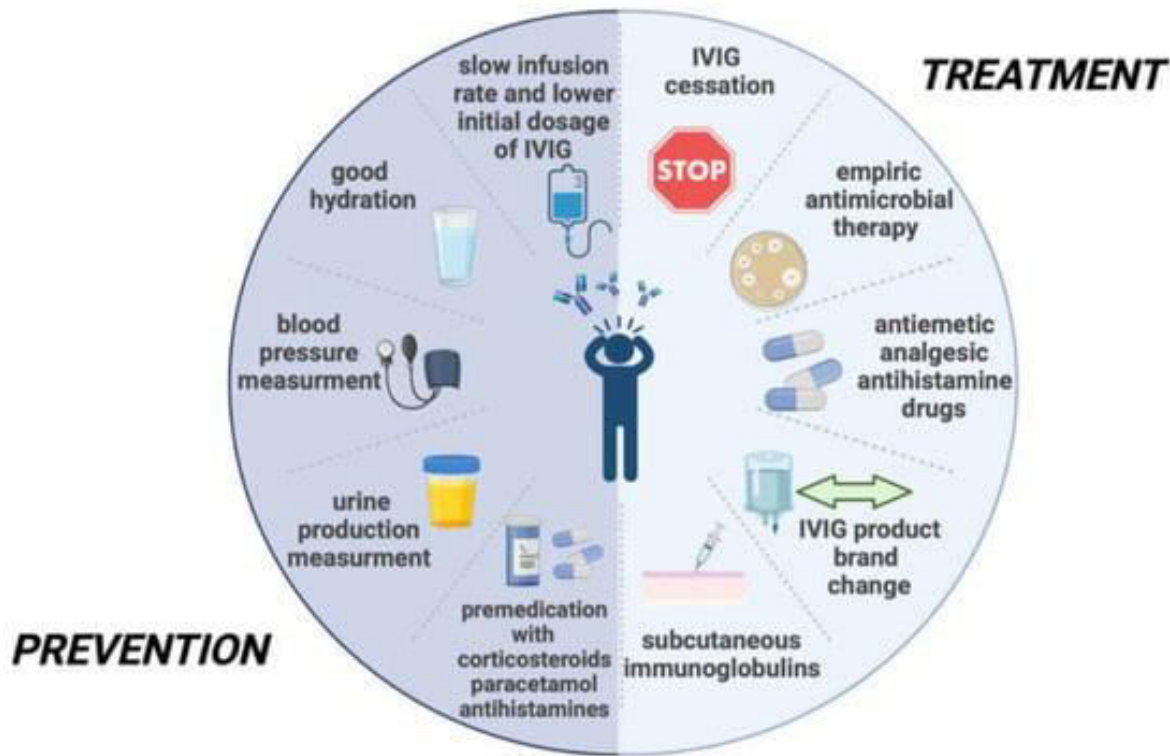 TREATMENT
IVIG
cessation
STOP
empiric
antimicrobial
therapy
antiemetic
analgesic
antihistamine
drugs
IVIG product
brand
change
subcutaneous
immunoglobulins
slow infusion
rate and lower
initial dosage
of IVIG
good
hydration
blood
pressure
measurment
urine
production
measurment
premedication
with
corticosteroids
paracetamol
antihistamines
PREVENTION